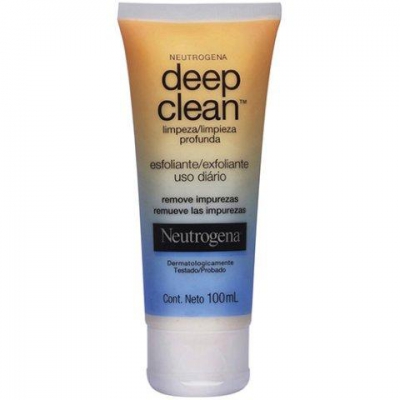 NEUTROGENA
deep
clean™
limpeza/limpieza
profunda
esfoliante/exfoliante
uso diário
remove impurezas
remueve las impurezas
Neutrogena
Dermatologicamente
Testado/Probado
Cont. Neto 100mL